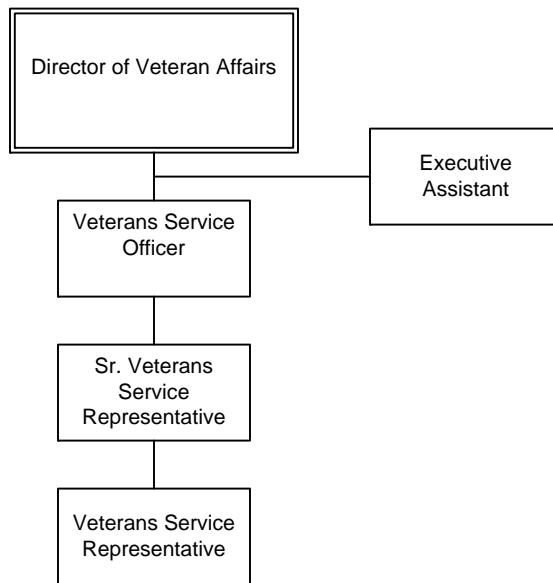 Director of Veteran Affairs
Executive
Assistant
Veterans Service
Officer
Sr. Veterans
Service
Representative
Veterans Service
Representative